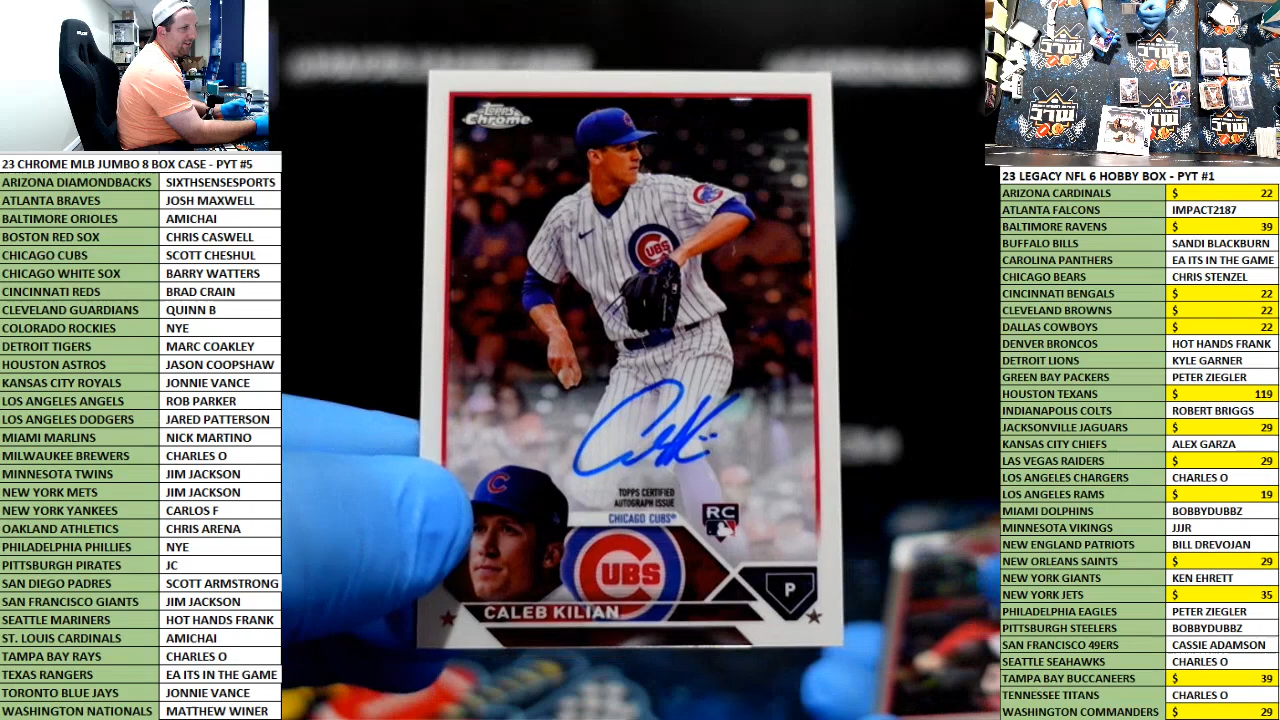 23 CHROME MLB JUMBO 8 BOX CASE - PYT #5
ARIZONA DIAMONDBACKS SIXTHSENSESPORTS
ATLANTA BRAVES JOSH MAXWELL
BALTIMORE ORIOLES AMICHAI
BOSTON RED SOX CHRIS CASWELL
CHICAGO CUBS SCOTT CHESHUL
CHICAGO WHITE SOX BARRY WATTERS
CINCINNATI REDS BRAD CRAIN
CLEVELAND GUARDIANS QUINN B
COLORADO ROCKIES NYE
DETROIT TIGERS MARC COAKLEY
HOUSTON ASTROS JASON COOPSHAW
KANSAS CITY ROYALS JONNIE VANCE
LOS ANGELES ANGELS ROB PARKER
LOS ANGELES DODGERS JARED PATTERSON
MIAMI MARLINS NICK MARTINO
MILWAUKEE BREWERS CHARLES O
MINNESOTA TWINS JIM JACKSON
NEW YORK METS JIM JACKSON
NEW YORK YANKEES CARLOS F
OAKLAND ATHLETICS CHRIS ARENA
PHILADELPHIA PHILLIES NYE
PITTSBURGH PIRATES JC
SAN DIEGO PADRES SCOTT ARMSTRONG
SAN FRANCISCO GIANTS JIM JACKSON
SEATTLE MARINERS HOT HANDS FRANK
ST. LOUIS CARDINALS AMICHAI
TAMPA BAY RAYS CHARLES O
TEXAS RANGERS EA ITS IN THE GAME
TORONTO BLUE JAYS JONNIE VANCE
WASHINGTON NATIONALS MATTHEW WINER
Topps
Chrome
CUBS
TOPPS CERTIFIED
AUTOGRAPH ISSUE
CHICAGO CUBS
RC
C
CUBS
P
CALEB KILIAN
23 LEGACY NFL 6 HOBBY BOX - PYT #1
ARIZONA CARDINALS $ 22
ATLANTA FALCONS IMPACT2187
BALTIMORE RAVENS $ 39
BUFFALO BILLS SANDI BLACKBURN
CAROLINA PANTHERS EA ITS IN THE GAME
CHICAGO BEARS CHRIS STENZEL
CINCINNATI BENGALS $ 22
CLEVELAND BROWNS $ 22
DALLAS COWBOYS $ 22
DENVER BRONCOS HOT HANDS FRANK
DETROIT LIONS KYLE GARNER
GREEN BAY PACKERS PETER ZIEGLER
HOUSTON TEXANS $ 119
INDIANAPOLIS COLTS ROBERT BRIGGS
JACKSONVILLE JAGUARS $ 29
KANSAS CITY CHIEFS ALEX GARZA
LAS VEGAS RAIDERS $ 29
LOS ANGELES CHARGERS CHARLES O
LOS ANGELES RAMS $ 19
MIAMI DOLPHINS BOBBYDUBBZ
MINNESOTA VIKINGS JJJR
NEW ENGLAND PATRIOTS BILL DREVOJAN
NEW ORLEANS SAINTS $ 29
NEW YORK GIANTS KEN EHRETT
NEW YORK JETS $ 35
PHILADELPHIA EAGLES PETER ZIEGLER
PITTSBURGH STEELERS BOBBYDUBBZ
SAN FRANCISCO 49ERS CASSIE ADAMSON
SEATTLE SEAHAWKS CHARLES O
TAMPA BAY BUCCANEERS $ 39
TENNESSEE TITANS CHARLES O
WASHINGTON COMMANDERS $ 29